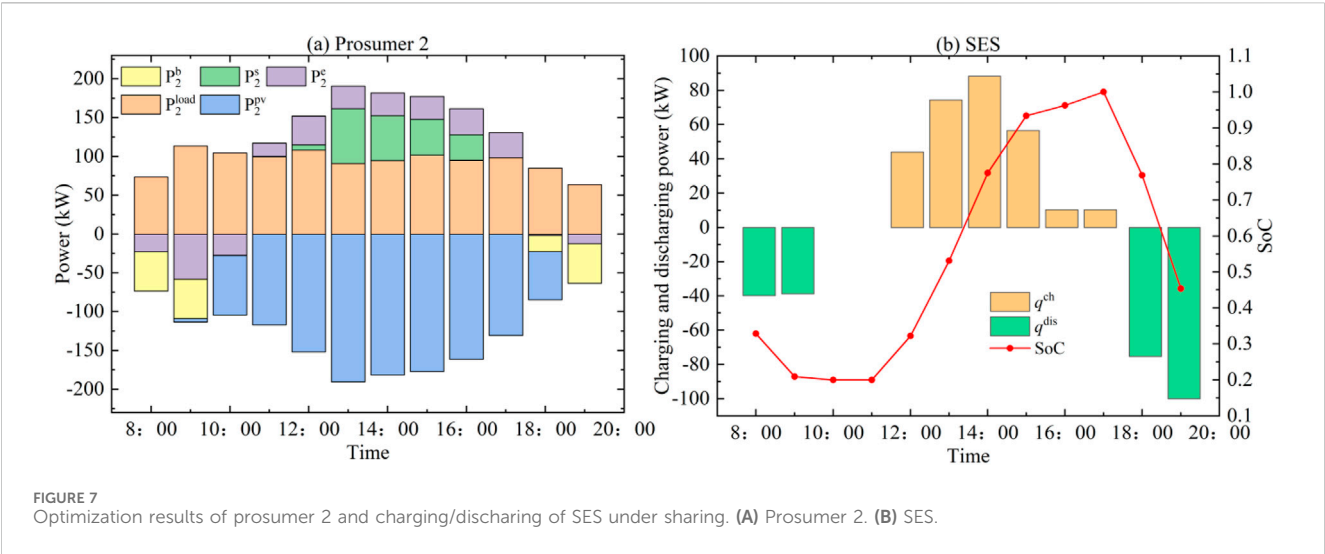 (a) Prosumer 2
P₂ᵇ P₂ˢ P₂ᵉ
P₂ˡᵒᵃᵈ P₂ᵖᵛ
Power (kW)
200
150
100
50
0
-50
-100
-150
-200
8：00 10：00 12：00 14：00 16：00 18：00 20：00
Time
(b) SES
Charging and discharging power (kW)
100
80
60
40
20
0
-20
-40
-60
-80
-100
qᶜʰ
qᵈⁱˢ
SoC
1.1
1.0
0.9
0.8
0.7
0.6
0.5
0.4
0.3
0.2
0.1
SoC
8：00 10：00 12：00 14：00 16：00 18：00 20：00
Time
FIGURE 7
Optimization results of prosumer 2 and charging/discharing of SES under sharing. (A) Prosumer 2. (B) SES.